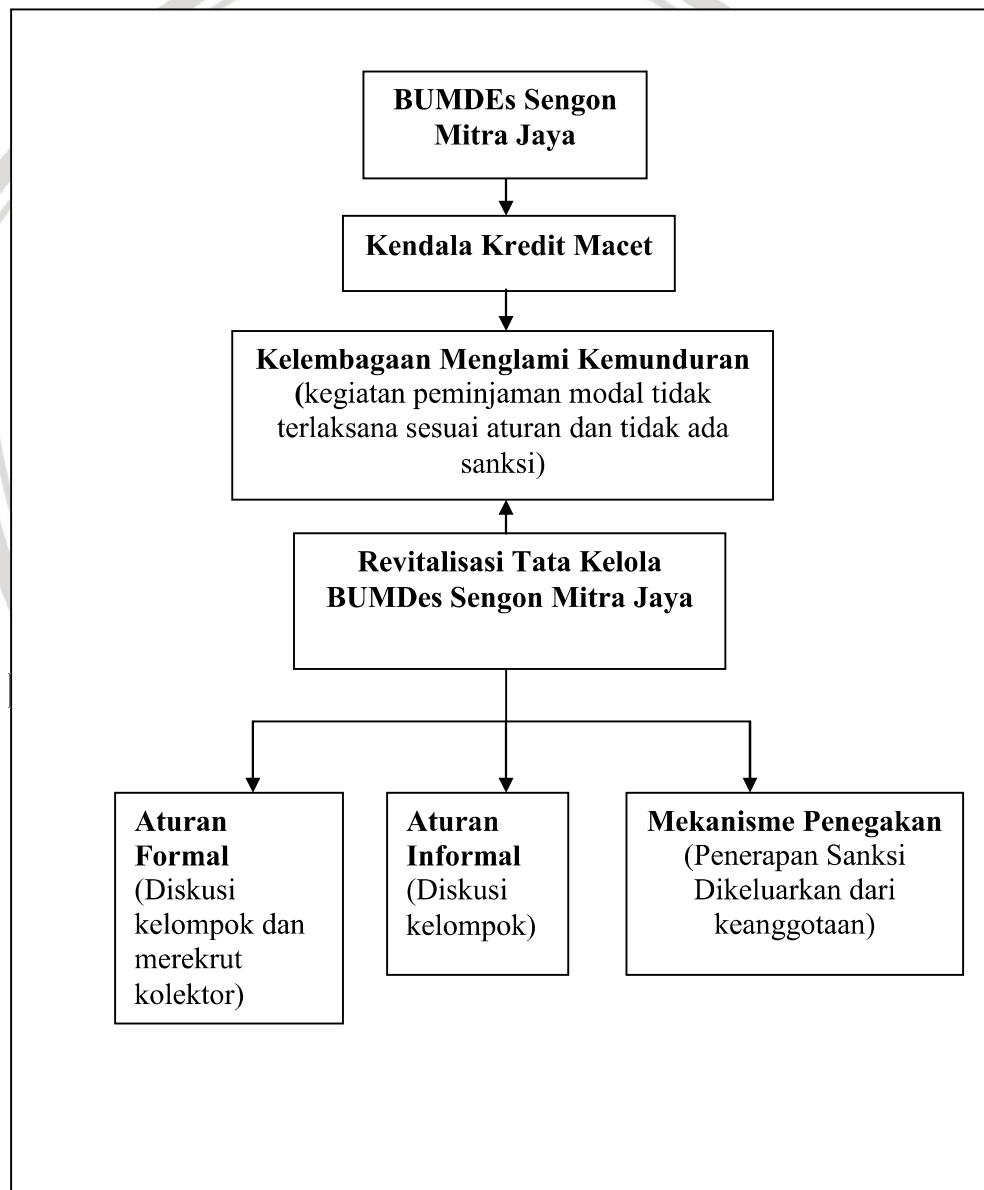 BUMDEs Sengon
Mitra Jaya
Kendala Kredit Macet
Kelembagaan Menglami Kemunduran
(kegiatan peminjaman modal tidak
terlaksana sesuai aturan dan tidak ada
sanksi)
Revitalisasi Tata Kelola
BUMDes Sengon Mitra Jaya
Aturan
Formal
(Diskusi
kelompok dan
merekrut
kolektor)
Aturan
Informal
(Diskusi
kelompok)
Mekanisme Penegakan
(Penerapan Sanksi
Dikeluarkan dari
keanggotaan)